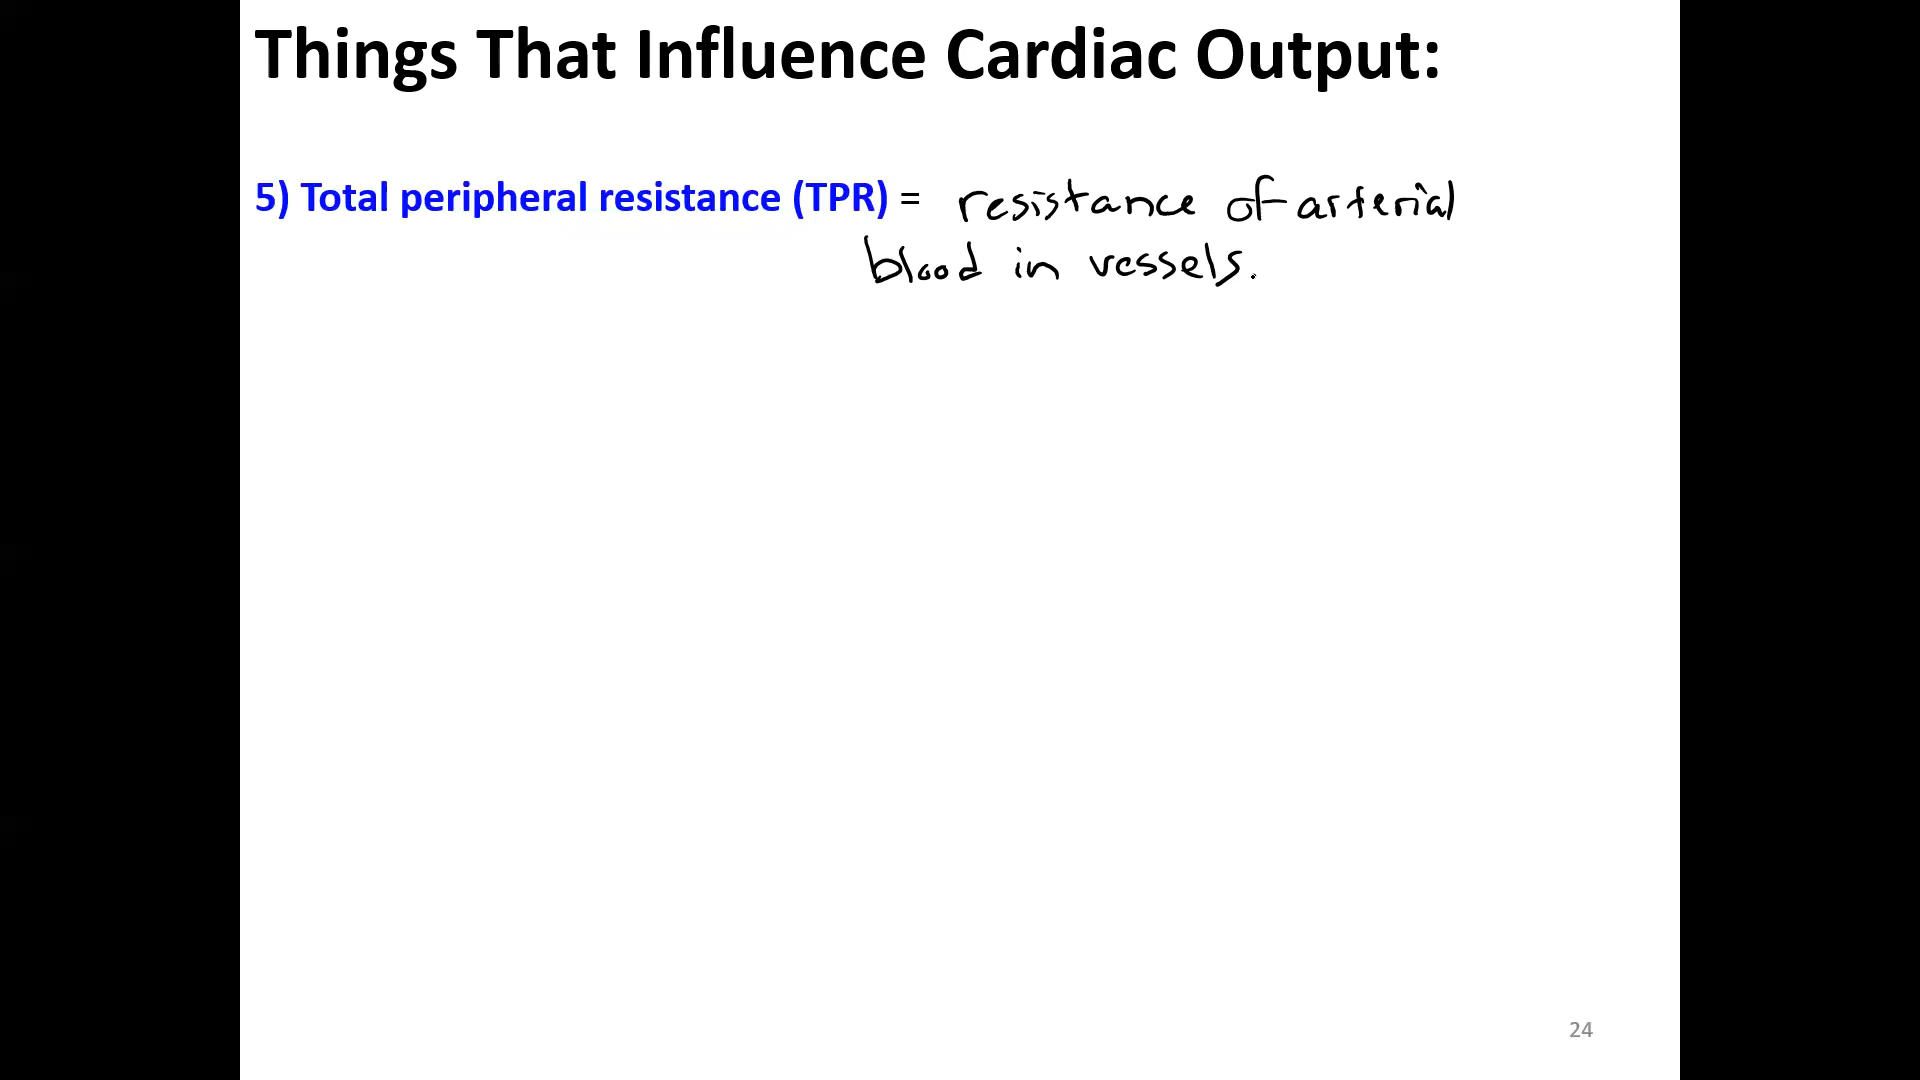 Things That Influence Cardiac Output:
5) Total peripheral resistance (TPR) = resistance of arterial
blood in vessels.
24